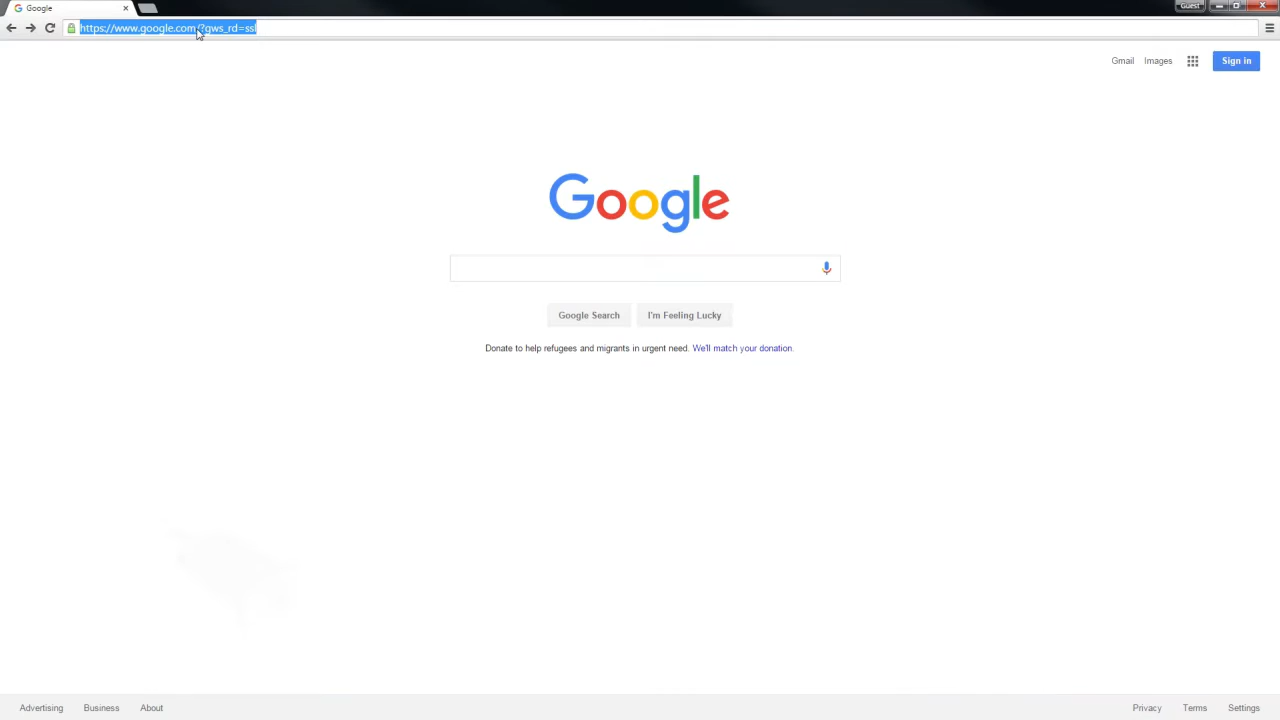 Google
Guest
https://www.google.com/?gws_rd=ssl
Gmail Images Sign in
Google
Google Search I'm Feeling Lucky
Donate to help refugees and migrants in urgent need. We'll match your donation.
Advertising Business About Privacy Terms Settings